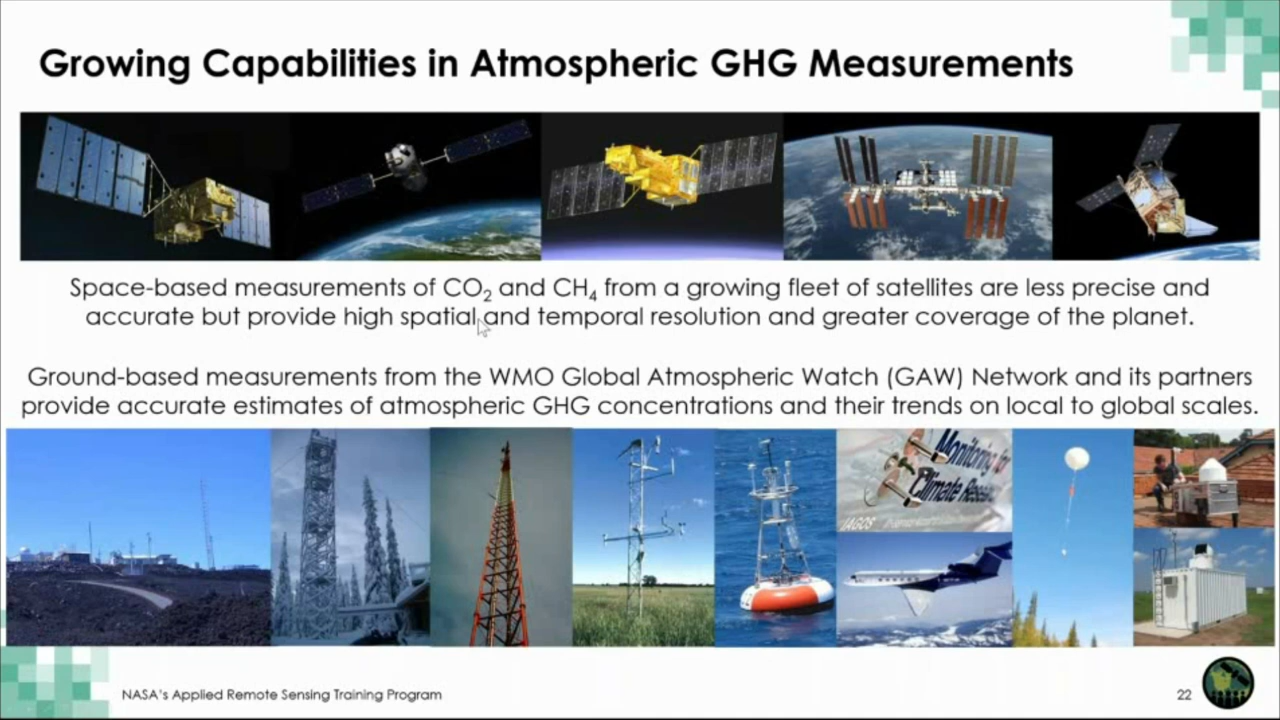 Growing Capabilities in Atmospheric GHG Measurements
Space-based measurements of CO₂ and CH₄ from a growing fleet of satellites are less precise and
accurate but provide high spatial and temporal resolution and greater coverage of the planet.
Ground-based measurements from the WMO Global Atmospheric Watch (GAW) Network and its partners
provide accurate estimates of atmospheric GHG concentrations and their trends on local to global scales.
Monitoring
Climate
IAGOS
NASA's Applied Remote Sensing Training Program
22